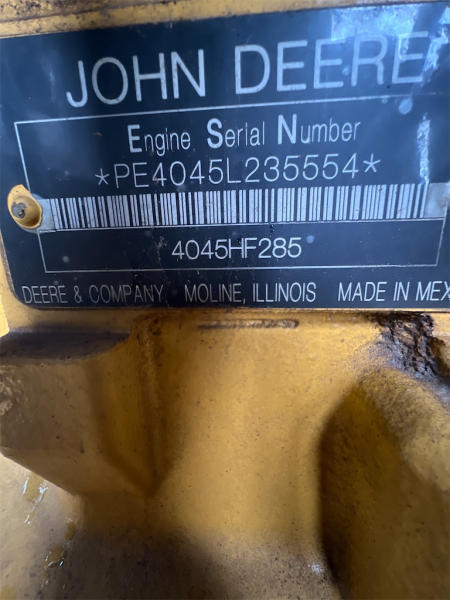 JOHN DEERE
Engine Serial Number
*PE4045L235554*
4045HF285
DEERE & COMPANY MOLINE, ILLINOIS MADE IN MEX